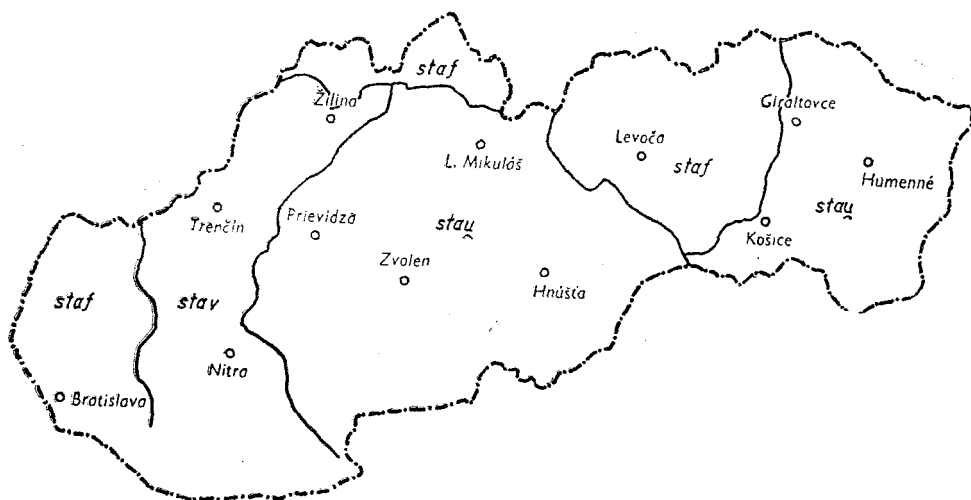 staf
Žilina
Giraltovce
Levoča
L. Mikuláš
staf
Humenné
Trenčín
Prievidza
stau̯
stau̯
Košice
Zvolen
Hnúšťa
staf
stav
Nitra
Bratislava